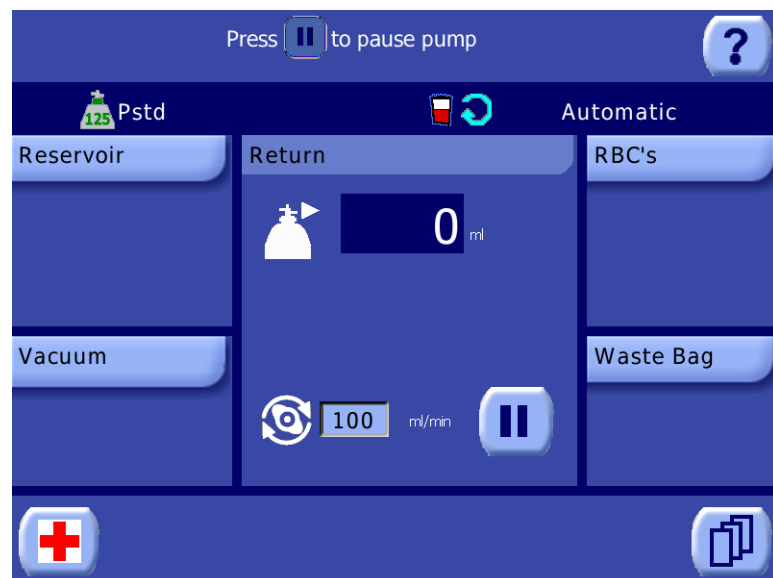 Press to pause pump
?
125 Pstd
Automatic
Reservoir
Return
RBC's
0 ml
Vacuum
Waste Bag
100 ml/min